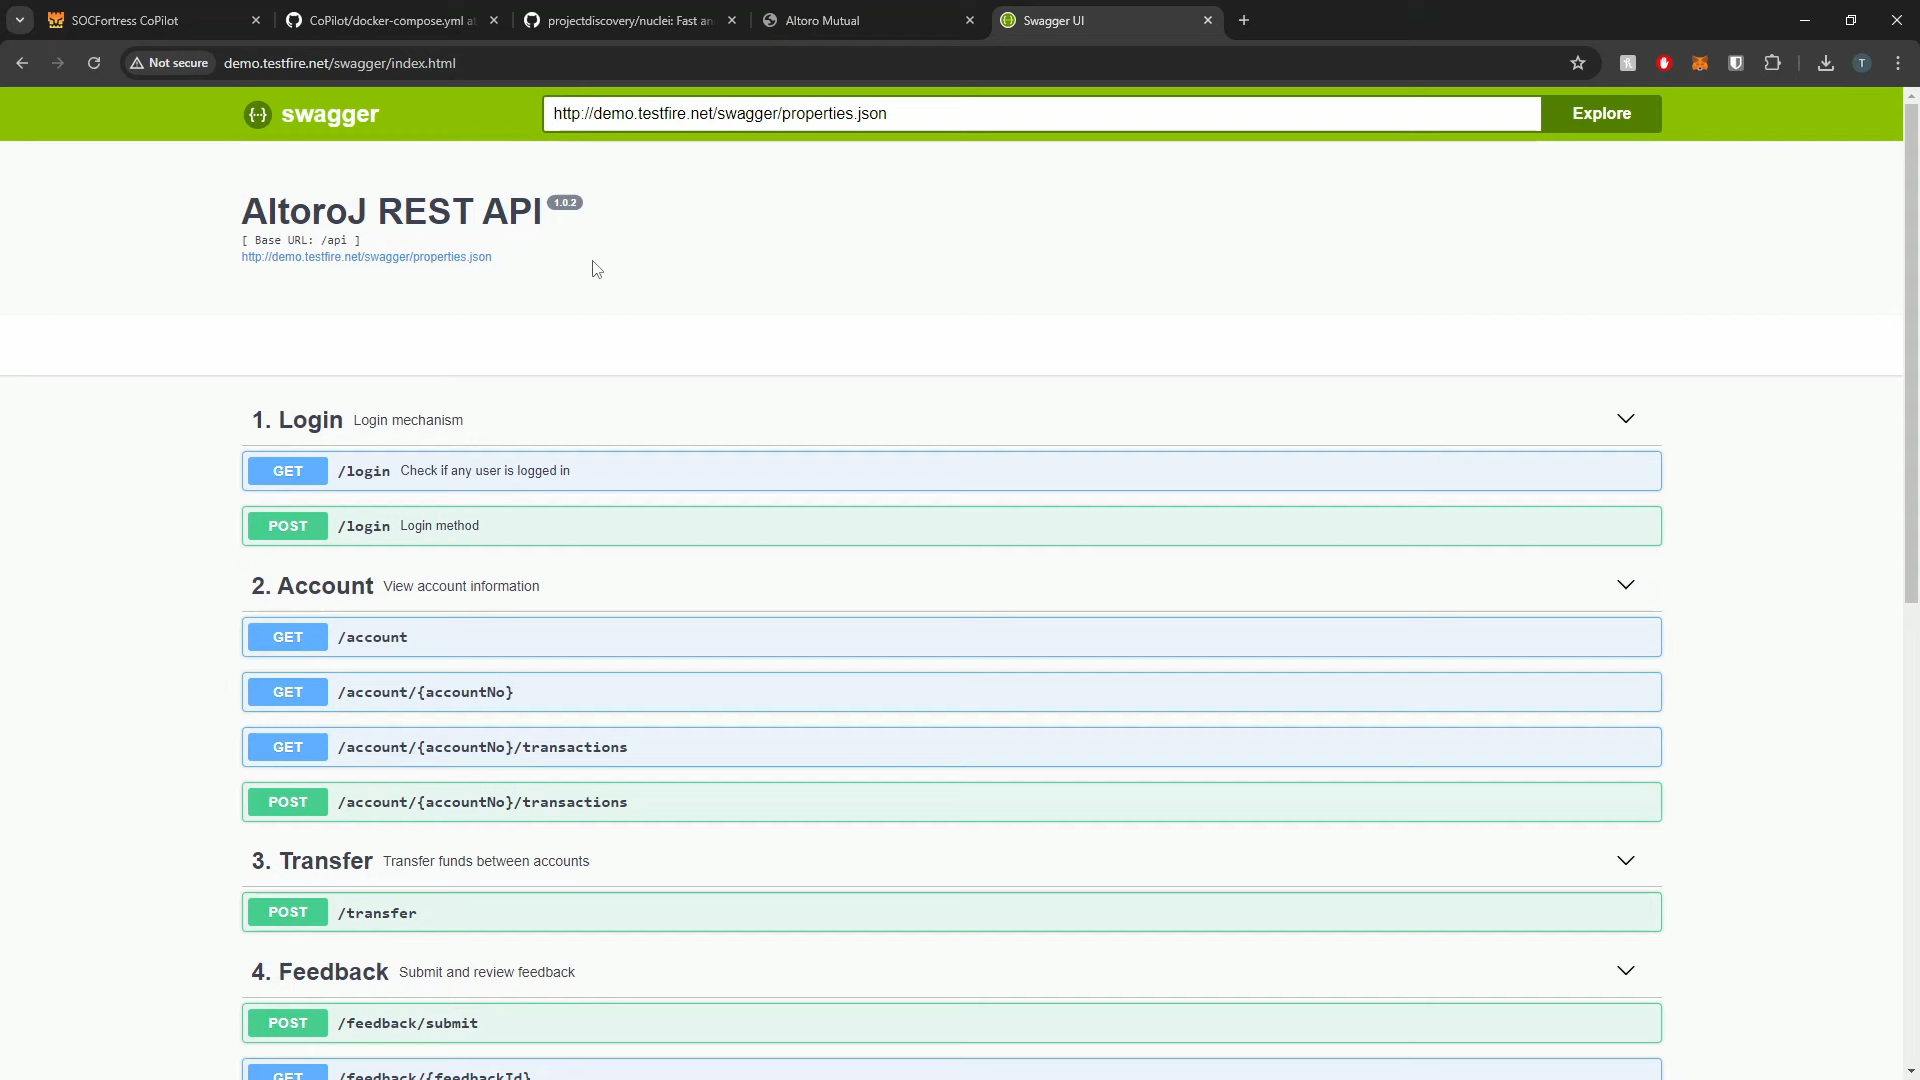 SOCFortress CoPilot
CoPilot/docker-compose.yml at
projectdiscovery/nuclei: Fast an
Altoro Mutual
Swagger UI
Not secure
demo.testfire.net/swagger/index.html
T
{··} swagger
http://demo.testfire.net/swagger/properties.json
Explore
AltoroJ REST API 1.0.2
[ Base URL: /api ]
http://demo.testfire.net/swagger/properties.json
1. Login Login mechanism
GET /login Check if any user is logged in
POST /login Login method
2. Account View account information
GET /account
GET /account/{accountNo}
GET /account/{accountNo}/transactions
POST /account/{accountNo}/transactions
3. Transfer Transfer funds between accounts
POST /transfer
4. Feedback Submit and review feedback
POST /feedback/submit
GET /feedback/{feedbackId}